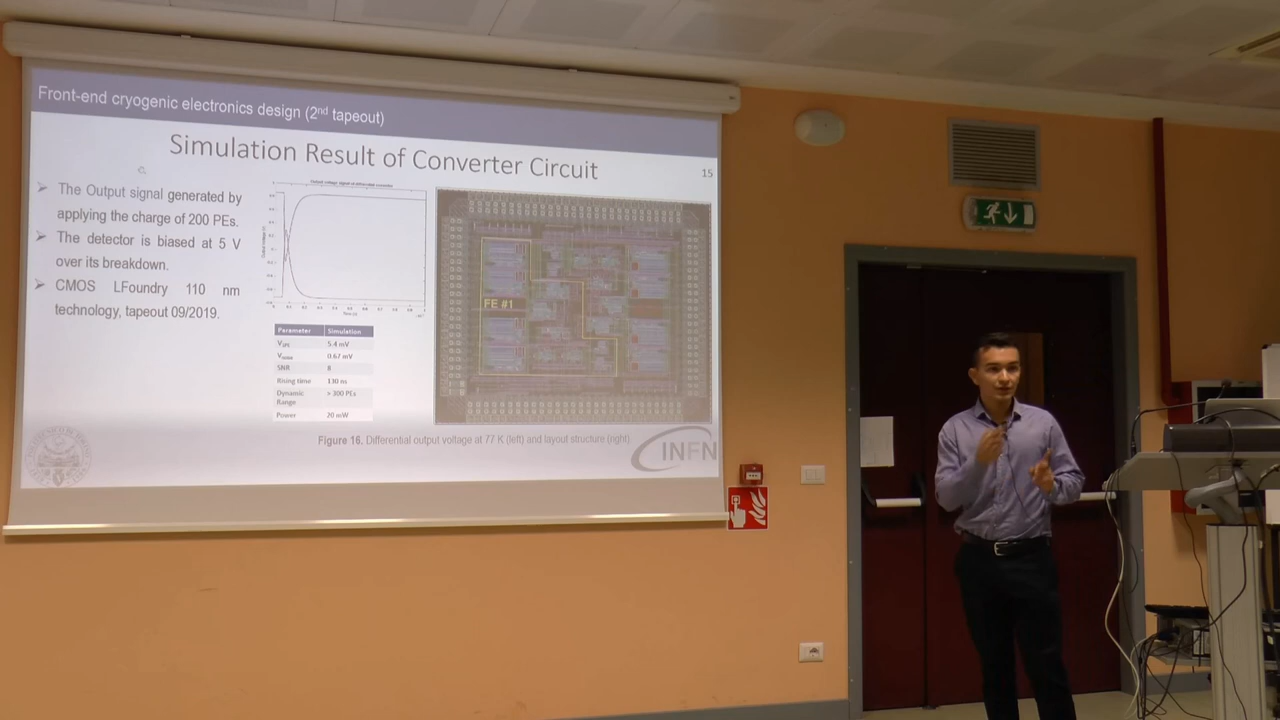 Front-end cryogenic electronics design (2nd tapeout)
Simulation Result of Converter Circuit
15
➢ The Output signal generated by
applying the charge of 200 PEs.
➢ The detector is biased at 5 V
over its breakdown.
➢ CMOS LFoundry 110 nm
technology, tapeout 09/2019.
FE #1
Parameter Simulation
5.4 mV
0.67 mV
SNR 8
Rising time 130 ns
Dynamic Range > 300 PEs
Power 20 mW
Figure 16. Differential output voltage at 77 K (left) and layout structure (right)
INFN